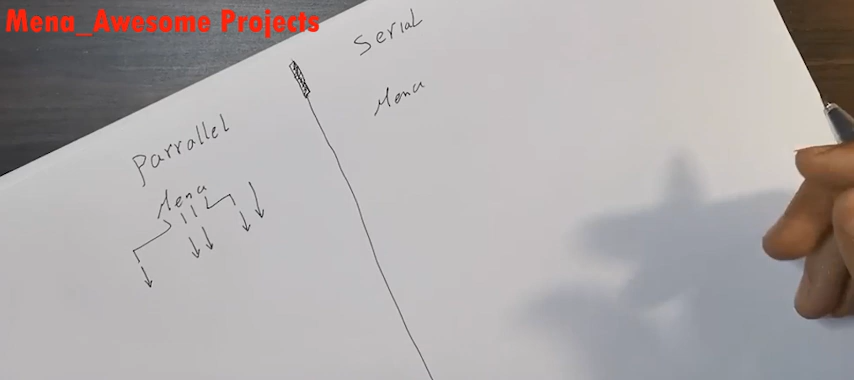 Mena_Awesome Projects
Serial
Mena
Parrallel
Mena